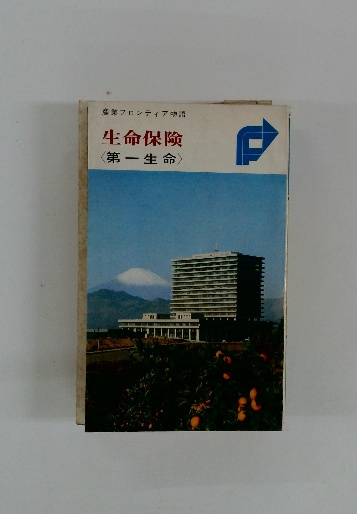 産業フロンティア物語
生命保険
〈第一生命〉